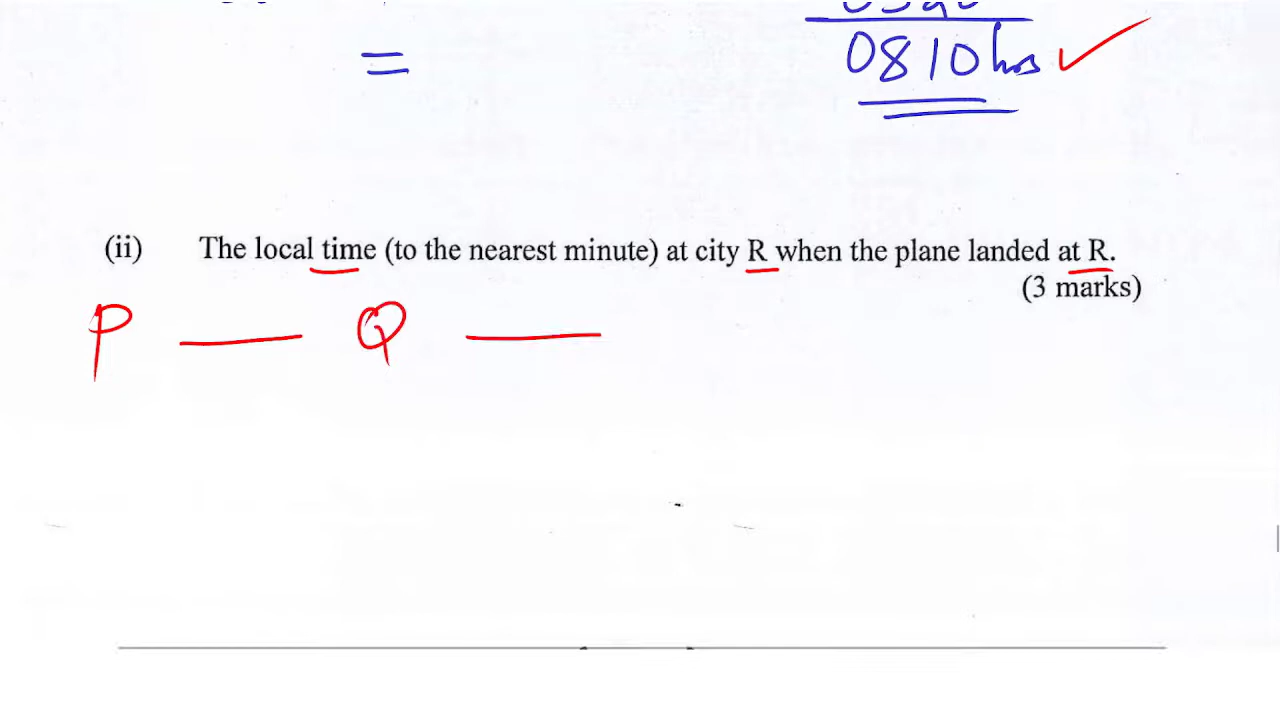 =
0810hrs
(ii) The local time (to the nearest minute) at city R when the plane landed at R.
(3 marks)
P Q